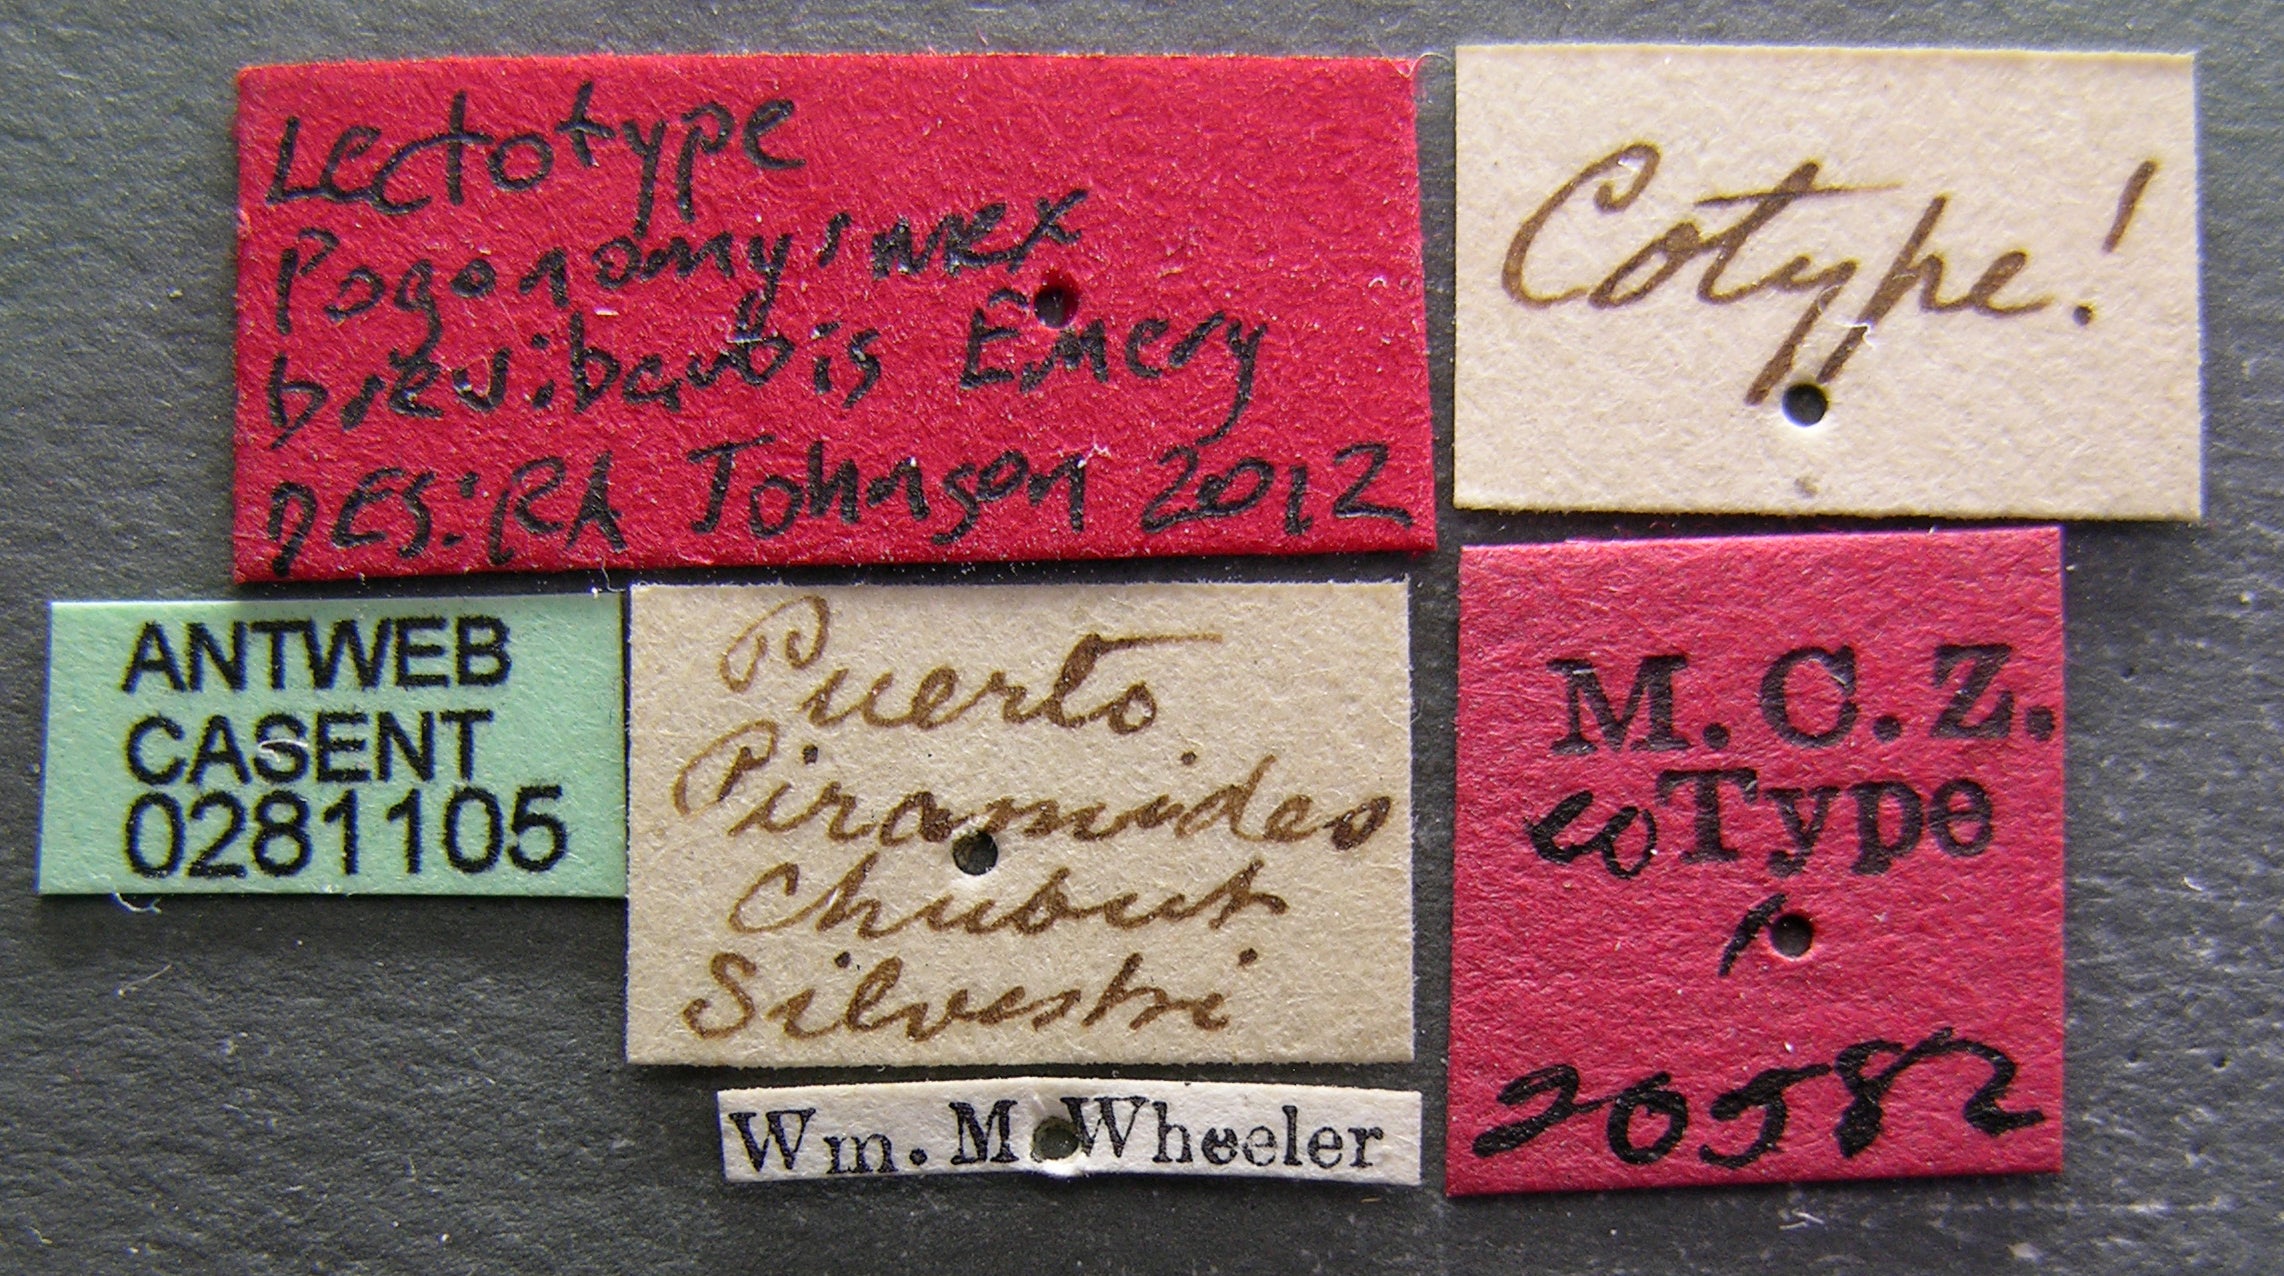 Lectotype
Pogonomyrmex
brevibarbis Emery
DES: RA Johnson 2012
Cotype!
ANTWEB
CASENT
0281105
Puerto
Piramides
Chubut
Silvestri
Wm. M. Wheeler
M. C. Z.
coType
1
20582